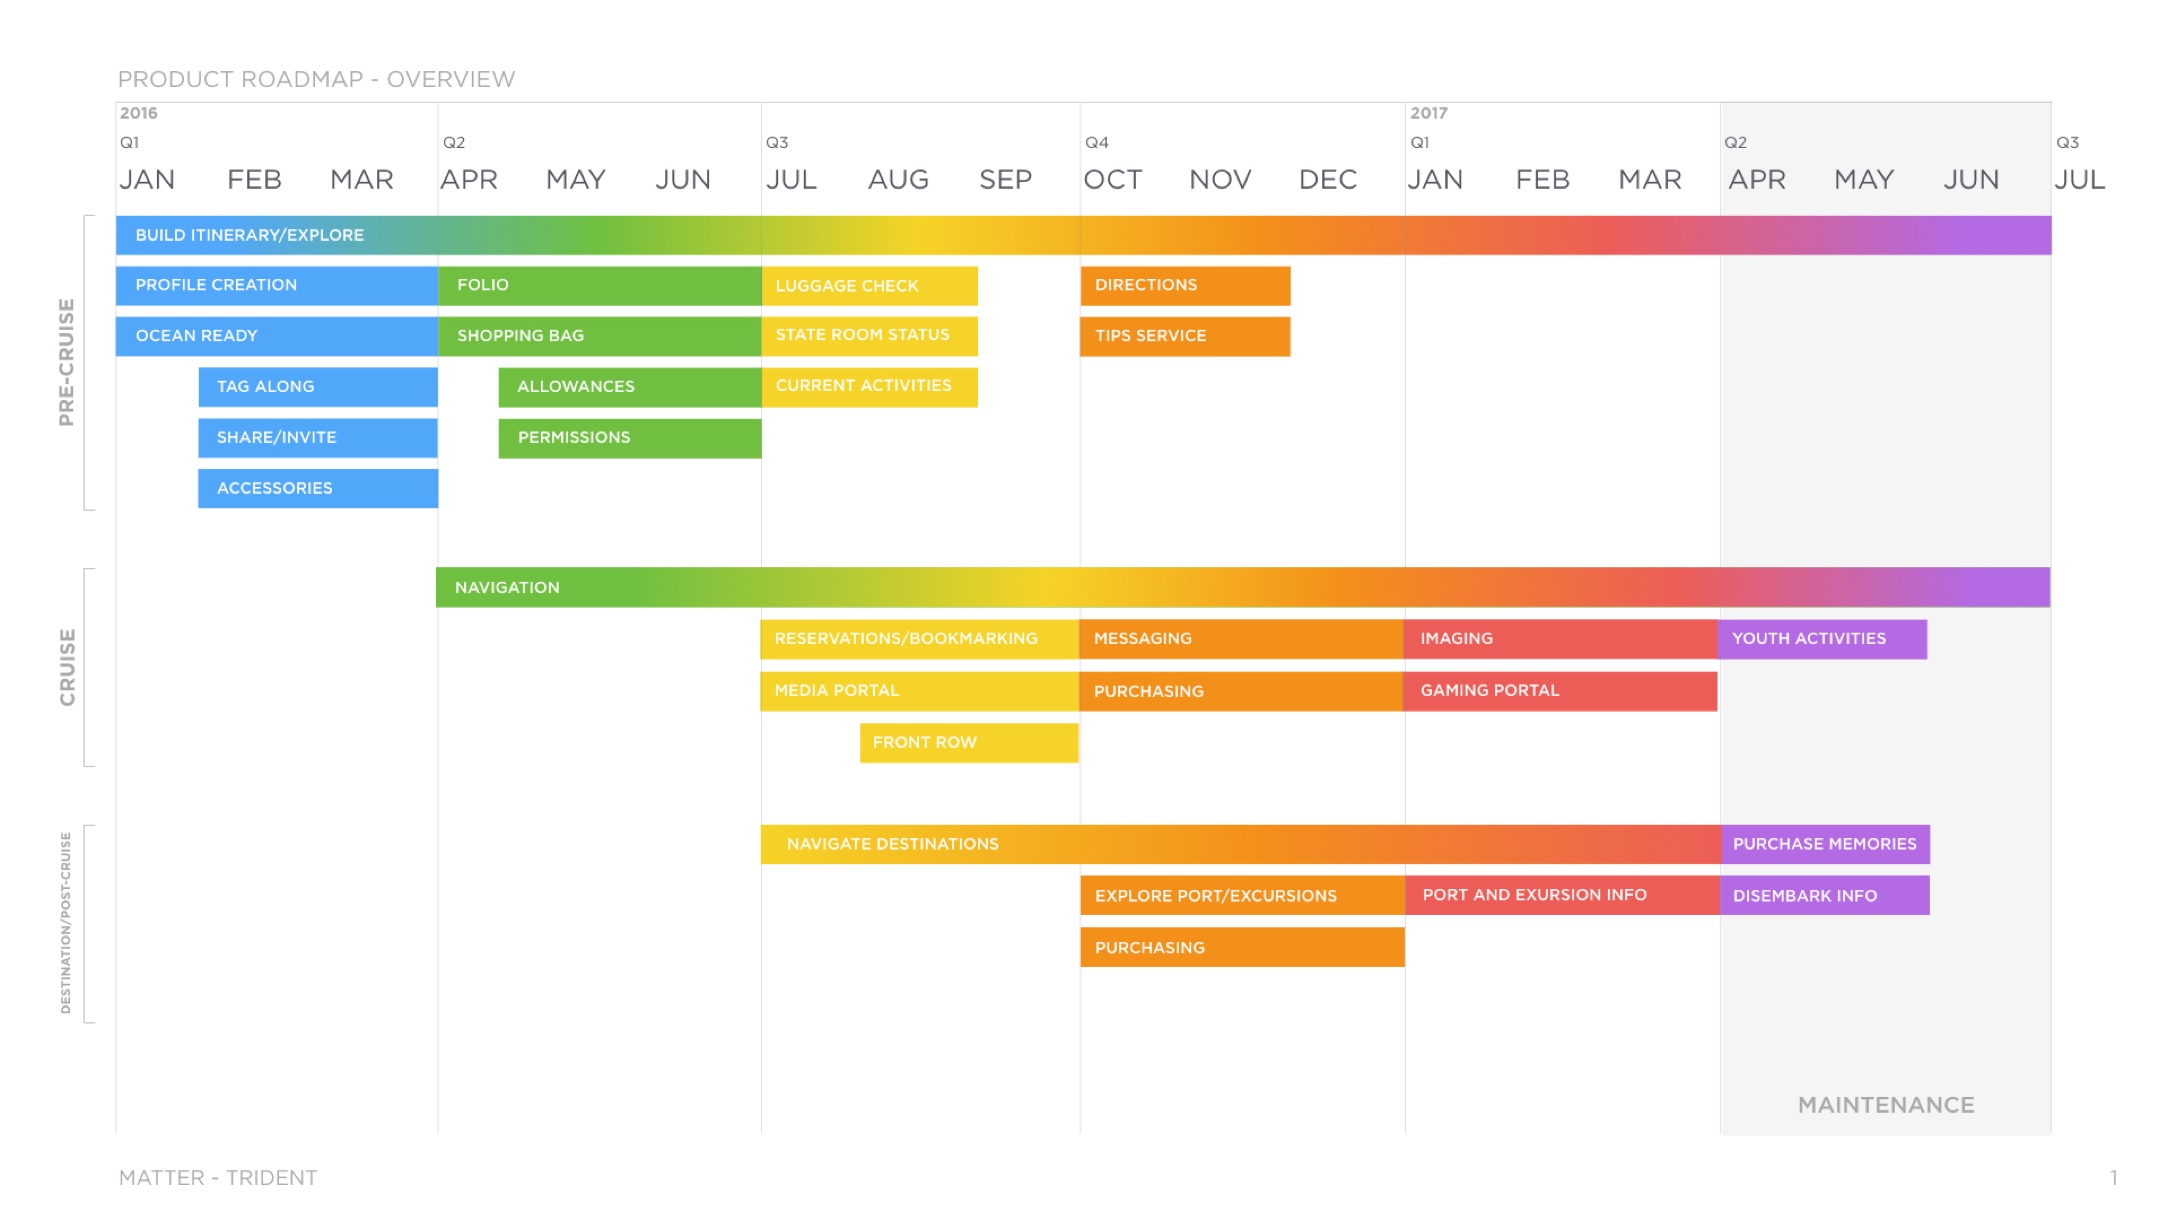 PRODUCT ROADMAP - OVERVIEW
2016 2017
Q1 Q2 Q3 Q4 Q1 Q2 Q3
JAN FEB MAR APR MAY JUN JUL AUG SEP OCT NOV DEC JAN FEB MAR APR MAY JUN JUL
PRE-CRUISE
BUILD ITINERARY/EXPLORE
PROFILE CREATION FOLIO LUGGAGE CHECK DIRECTIONS
OCEAN READY SHOPPING BAG STATE ROOM STATUS TIPS SERVICE
TAG ALONG ALLOWANCES CURRENT ACTIVITIES
SHARE/INVITE PERMISSIONS
ACCESSORIES
CRUISE
NAVIGATION
RESERVATIONS/BOOKMARKING MESSAGING IMAGING YOUTH ACTIVITIES
MEDIA PORTAL PURCHASING GAMING PORTAL
FRONT ROW
DESTINATION/POST-CRUISE
NAVIGATE DESTINATIONS PURCHASE MEMORIES
EXPLORE PORT/EXCURSIONS PORT AND EXURSION INFO DISEMBARK INFO
PURCHASING
MAINTENANCE
MATTER - TRIDENT 1